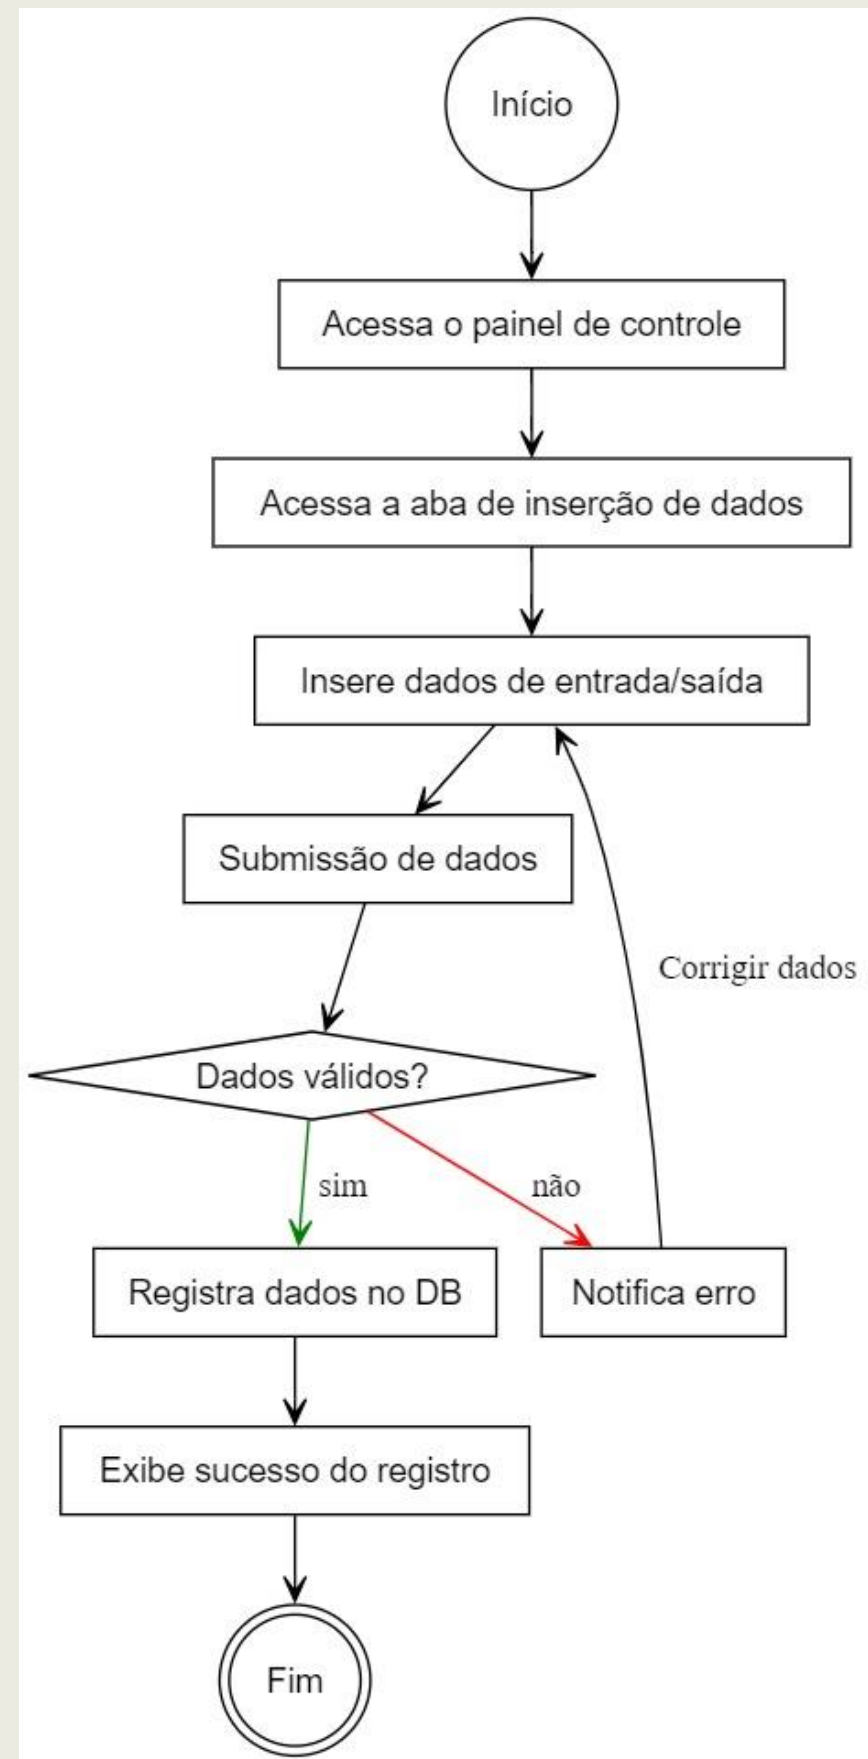 Início
Acessa o painel de controle
Acessa a aba de inserção de dados
Insere dados de entrada/saída
Submissão de dados
Corrigir dados
Dados válidos?
sim
não
Registra dados no DB
Notifica erro
Exibe sucesso do registro
Fim